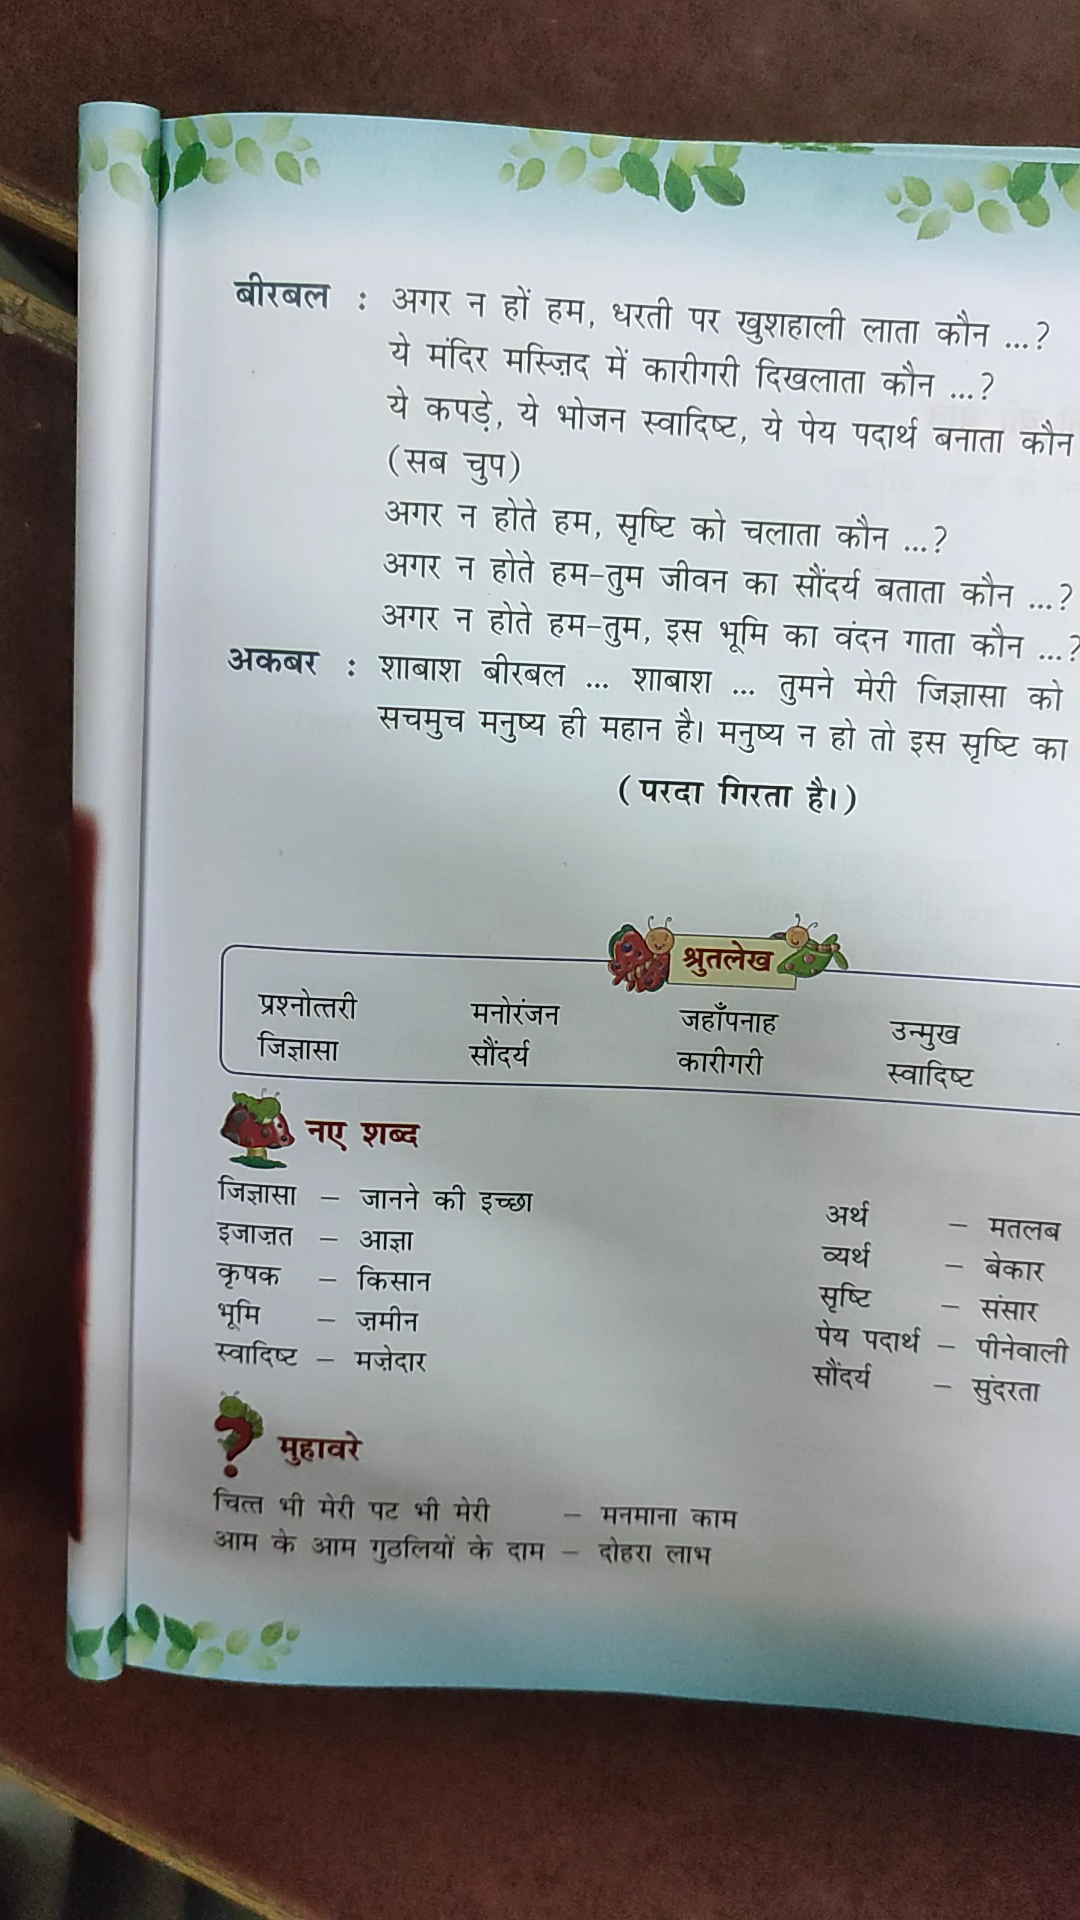 बीरबल : अगर न हों हम, धरती पर खुशहाली लाता कौन ...?
ये मंदिर मस्ज़िद में कारीगरी दिखलाता कौन ...?
ये कपड़े, ये भोजन स्वादिष्ट, ये पेय पदार्थ बनाता कौन
(सब चुप)
अगर न होते हम, सृष्टि को चलाता कौन ...?
अगर न होते हम-तुम जीवन का सौंदर्य बताता कौन ...?
अगर न होते हम-तुम, इस भूमि का वंदन गाता कौन ...?
अकबर : शाबाश बीरबल ... शाबाश ... तुमने मेरी जिज्ञासा को
सचमुच मनुष्य ही महान है। मनुष्य न हो तो इस सृष्टि का
(परदा गिरता है।)
श्रुतलेख
प्रश्नोत्तरी मनोरंजन जहाँपनाह उन्मुख
जिज्ञासा सौंदर्य कारीगरी स्वादिष्ट
नए शब्द
जिज्ञासा – जानने की इच्छा
इजाज़त – आज्ञा
कृषक – किसान
भूमि – ज़मीन
स्वादिष्ट – मज़ेदार
अर्थ – मतलब
व्यर्थ – बेकार
सृष्टि – संसार
पेय पदार्थ – पीनेवाली
सौंदर्य – सुंदरता
मुहावरे
चित्त भी मेरी पट भी मेरी – मनमाना काम
आम के आम गुठलियों के दाम – दोहरा लाभ